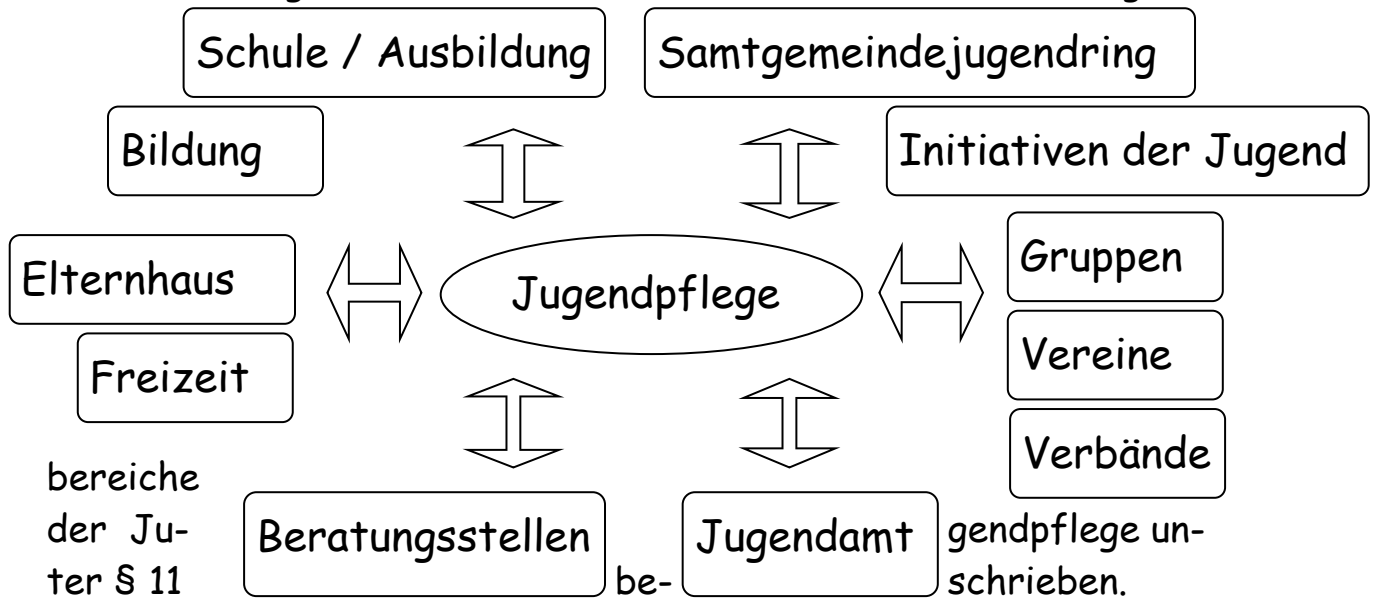 Schule / Ausbildung
Samtgemeindejugendring
Bildung
Initiativen der Jugend
Elternhaus
Jugendpflege
Gruppen
Freizeit
Vereine
Verbände
bereiche
der Ju-
gendpflege un-
ter § 11
be-
schrieben.
Beratungsstellen
Jugendamt